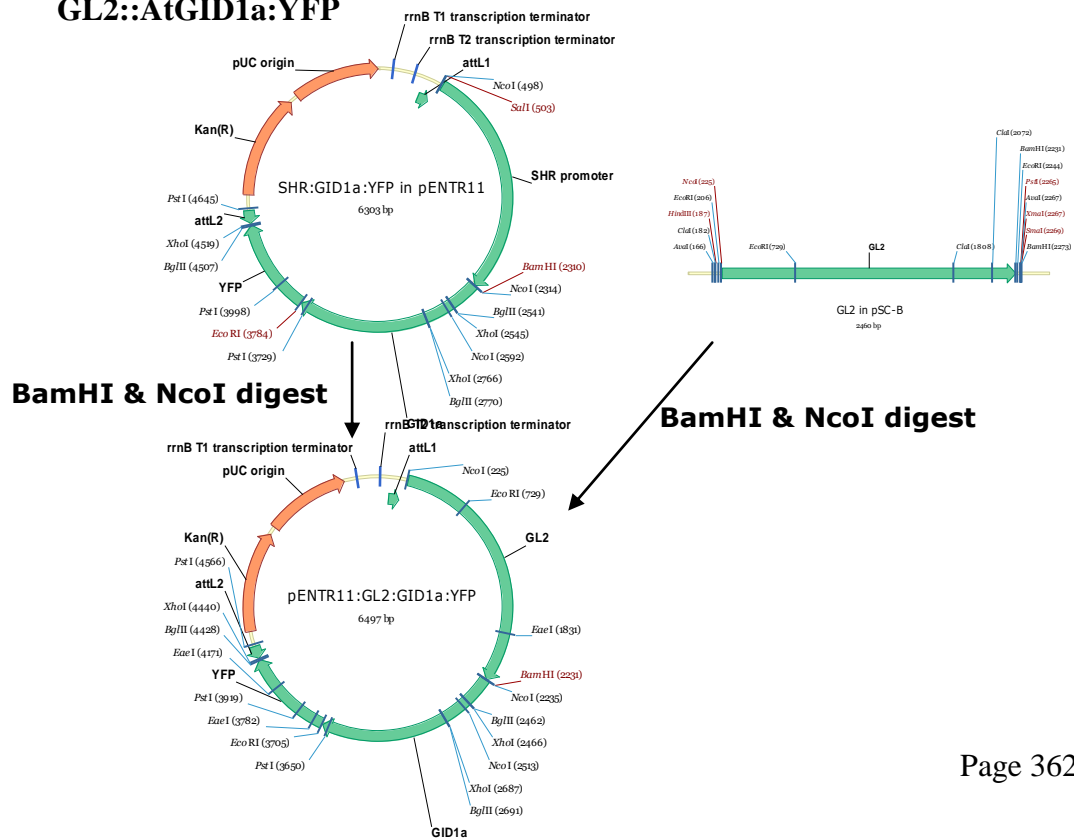 GL2::AtGID1a:YFP
rrnB T1 transcription terminator
rrnB T2 transcription terminator
pUC origin
attL1
NcoI (498)
SalI (503)
Kan(R)
SHR promoter
SHR:GID1a:YFP in pENTR11
6303 bp
PstI (4645)
attL2
XhoI (4519)
BglII (4507)
YFP
PstI (3998)
EcoRI (3784)
PstI (3729)
BamHI (2310)
NcoI (2314)
BglII (2541)
XhoI (2545)
NcoI (2592)
XhoI (2766)
BglII (2770)
GID1a
ClaI (2072)
BamHI (2231)
EcoRI (2244)
PstI (2265)
AvaI (2267)
XmaI (2267)
SmaI (2269)
BamHI (2273)
NcoI (225)
EcoRI (206)
HindIII (187)
ClaI (182)
AvaI (166)
EcoRI (729)
GL2
ClaI (1808)
GL2 in pSC-B
2460 bp
BamHI & NcoI digest
BamHI & NcoI digest
rrnB T2 transcription terminator
rrnB T1 transcription terminator
attL1
pUC origin
NcoI (225)
EcoRI (729)
GL2
Kan(R)
PstI (4566)
attL2
XhoI (4440)
BglII (4428)
EaeI (4171)
YFP
PstI (3919)
EaeI (3782)
EcoRI (3705)
PstI (3650)
pENTR11:GL2:GID1a:YFP
6497 bp
EaeI (1831)
BamHI (2231)
NcoI (2235)
BglII (2462)
XhoI (2466)
NcoI (2513)
XhoI (2687)
BglII (2691)
GID1a
Page 362